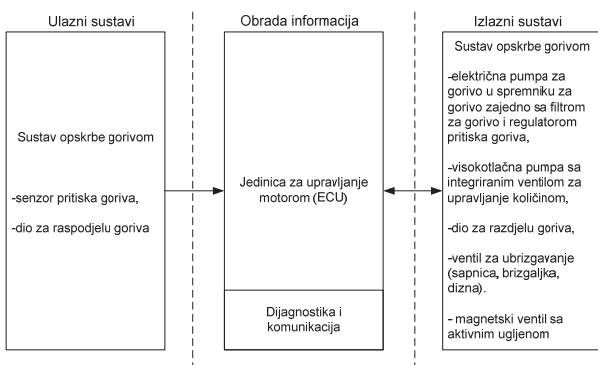 Ulazni sustavi
Obrada informacija
Izlazni sustavi
Sustav opskrbe gorivom
-senzor pritiska goriva,
-dio za raspodjelu goriva
Jedinica za upravljanje
motorom (ECU)
Dijagnostika i
komunikacija
Sustav opskrbe gorivom
-električna pumpa za
gorivo u spremniku za
gorivo zajedno sa filtrom
za gorivo i regulatorom
pritiska goriva,
-visokotlačna pumpa sa
integriranim ventilom za
upravljanje količinom,
-dio za razdjelu goriva,
-ventil za ubrizgavanje
(sapnica, brizgaljka,
dizna).
- magnetski ventil sa
aktivnim ugljenom